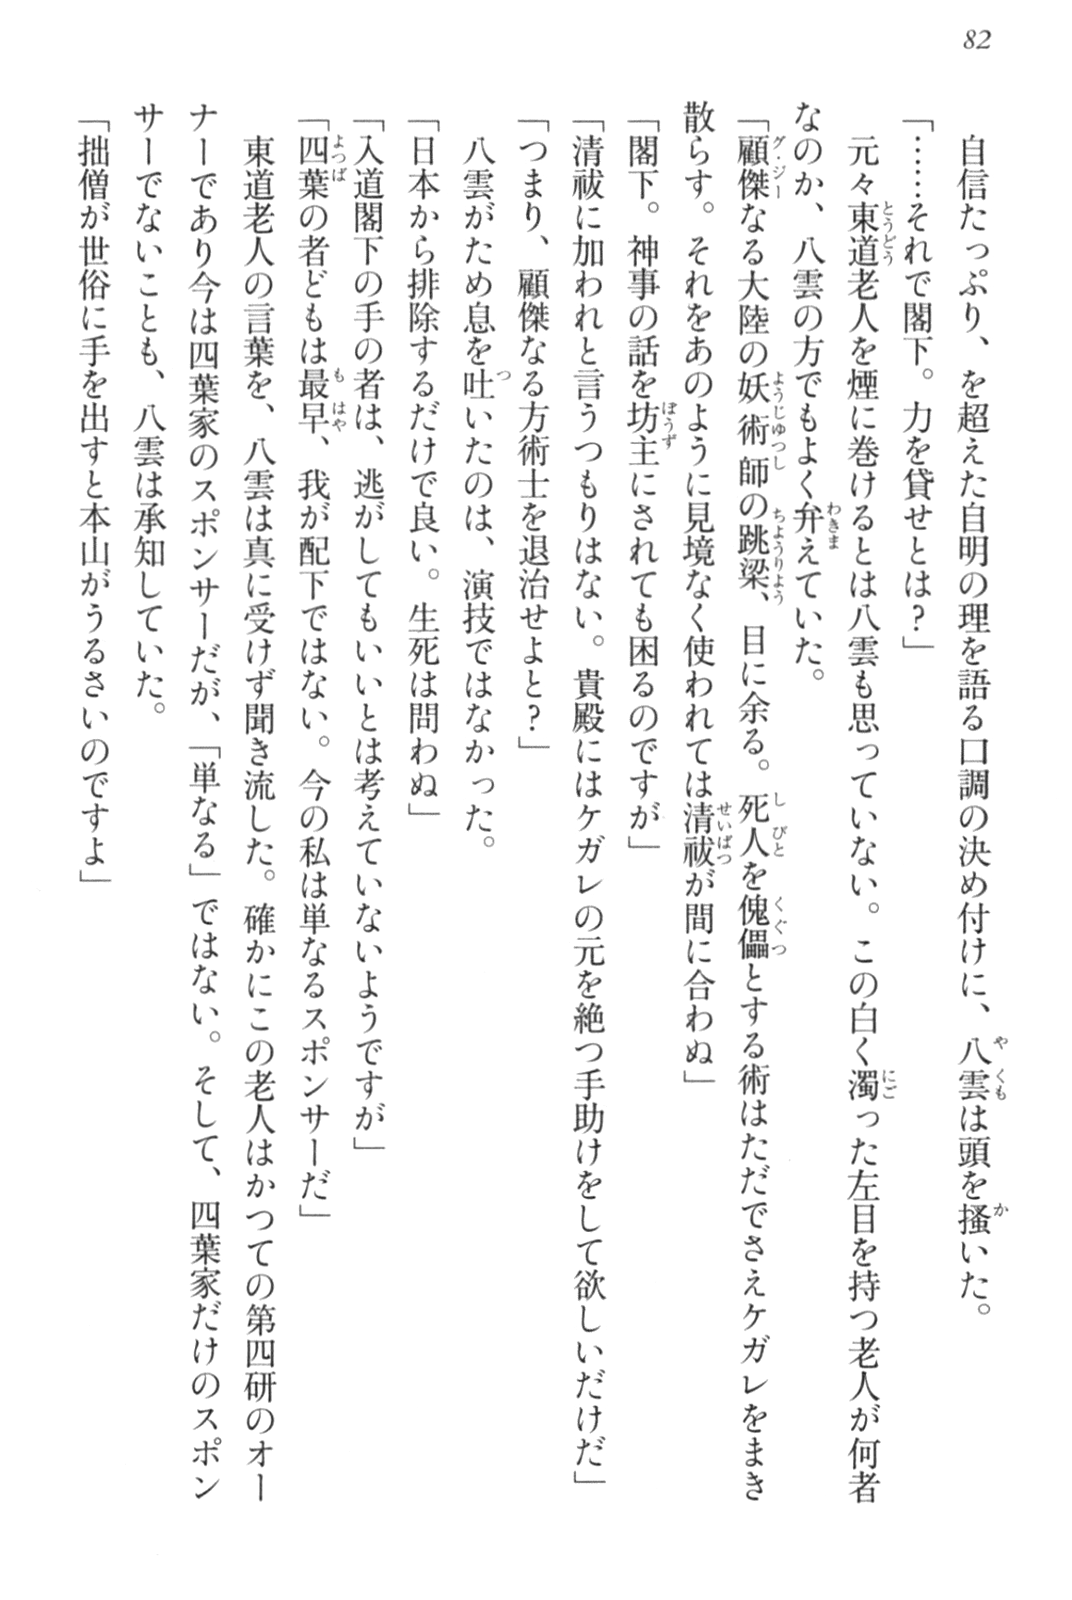 82
自信たっぷり、を超えた自明の理を語る口調の決め付けに、八雲は頭を掻いた。
「……それで閣下。力を貸せとは？」
元々東道老人を煙に巻けるとは八雲も思っていない。この白く濁った左目を持つ老人が何者
なのか、八雲の方でもよく弁えていた。
「顧傑なる大陸の妖術師の跳梁、目に余る。死人を傀儡とする術はただでさえケガレをまき
散らす。それをあのように見境なく使われては清祓が間に合わぬ」
「閣下。神事の話を坊主にされても困るのですが」
「清祓に加われと言うつもりはない。貴殿にはケガレの元を絶つ手助けをして欲しいだけだ」
「つまり、顧傑なる方術士を退治せよと？」
八雲がため息を吐いたのは、演技ではなかった。
「日本から排除するだけで良い。生死は問わぬ」
「入道閣下の手の者は、逃がしてもいいとは考えていないようですが」
「四葉の者どもは最早、我が配下ではない。今の私は単なるスポンサーだ」
東道老人の言葉を、八雲は真に受けず聞き流した。確かにこの老人はかつての第四研のオー
ナーであり今は四葉家のスポンサーだが、「単なる」ではない。そして、四葉家だけのスポン
サーでないことも、八雲は承知していた。
「拙僧が世俗に手を出すと本山がうるさいのですよ」